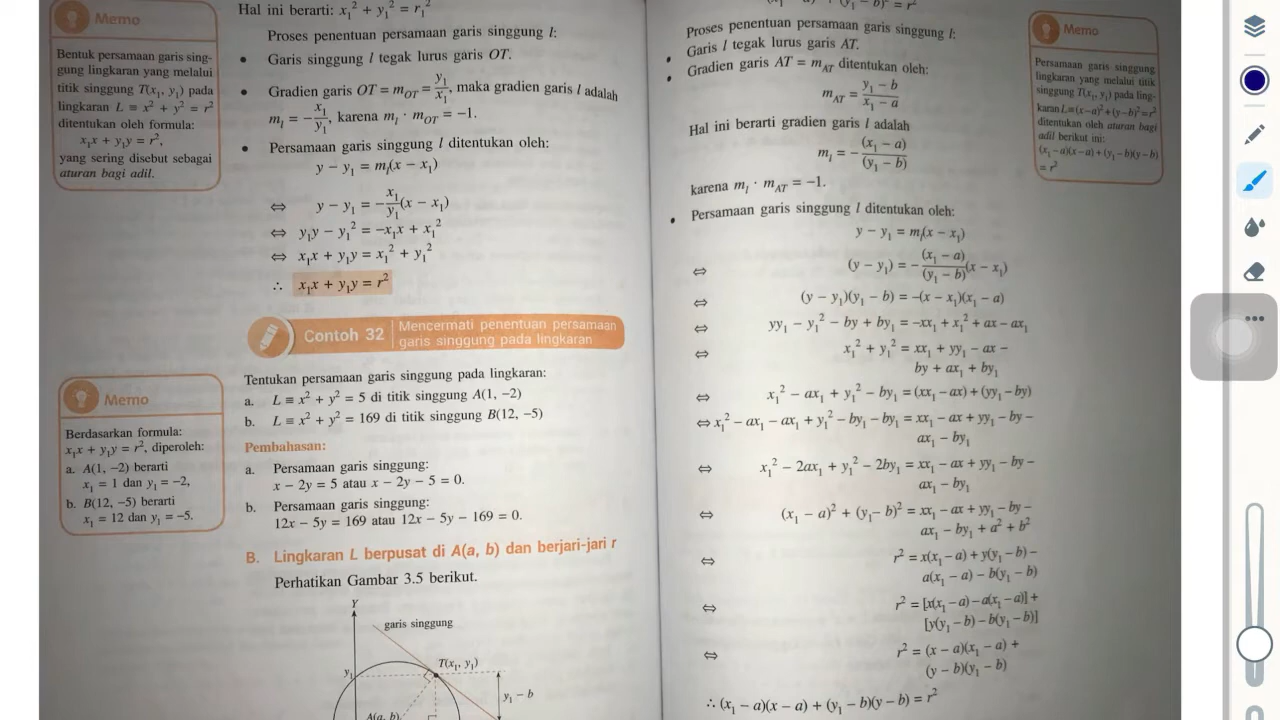 Memo
Bentuk persamaan garis sing-
gung lingkaran yang melalui
titik singgung T(x₁, y₁) pada
lingkaran L ≡ x² + y² = r²
ditentukan oleh formula:
x₁x + y₁y = r²,
yang sering disebut sebagai
aturan bagi adil.
Hal ini berarti: x₁² + y₁² = r₁²
Proses penentuan persamaan garis singgung l:
• Garis singgung l tegak lurus garis OT.
• Gradien garis OT = m_OT = y₁/x₁, maka gradien garis l adalah
m_l = −x₁/y₁, karena m_l · m_OT = −1.
• Persamaan garis singgung l ditentukan oleh:
y − y₁ = m_l(x − x₁)
⇔ y − y₁ = −x₁/y₁(x − x₁)
⇔ y₁y − y₁² = −x₁x + x₁²
⇔ x₁x + y₁y = x₁² + y₁²
∴ x₁x + y₁y = r²
Contoh 32 Mencermati penentuan persamaan
garis singgung pada lingkaran
Memo
Berdasarkan formula:
x₁x + y₁y = r², diperoleh:
a. A(1, −2) berarti
x₁ = 1 dan y₁ = −2,
b. B(12, −5) berarti
x₁ = 12 dan y₁ = −5.
Tentukan persamaan garis singgung pada lingkaran:
a. L ≡ x² + y² = 5 di titik singgung A(1, −2)
b. L ≡ x² + y² = 169 di titik singgung B(12, −5)
Pembahasan:
a. Persamaan garis singgung:
x − 2y = 5 atau x − 2y − 5 = 0.
b. Persamaan garis singgung:
12x − 5y = 169 atau 12x − 5y − 169 = 0.
B. Lingkaran L berpusat di A(a, b) dan berjari-jari r
Perhatikan Gambar 3.5 berikut.
Y
garis singgung
T(x₁, y₁)
y₁
y₁ − b
A(a, b)
Proses penentuan persamaan garis singgung l:
• Garis l tegak lurus garis AT.
• Gradien garis AT = m_AT ditentukan oleh:
m_AT = (y₁ − b)/(x₁ − a)
Hal ini berarti gradien garis l adalah
m_l = −(x₁ − a)/(y₁ − b)
karena m_l · m_AT = −1.
• Persamaan garis singgung l ditentukan oleh:
y − y₁ = m_l(x − x₁)
⇔ (y − y₁) = −(x₁ − a)/(y₁ − b)(x − x₁)
⇔ (y − y₁)(y₁ − b) = −(x − x₁)(x₁ − a)
⇔ yy₁ − y₁² − by + by₁ = −xx₁ + x₁² + ax − ax₁
⇔ x₁² + y₁² = xx₁ + yy₁ − ax −
by + ax₁ + by₁
⇔ x₁² − ax₁ + y₁² − by₁ = (xx₁ − ax) + (yy₁ − by)
⇔ x₁² − ax₁ − ax₁ + y₁² − by₁ − by₁ = xx₁ − ax + yy₁ − by −
ax₁ − by₁
⇔ x₁² − 2ax₁ + y₁² − 2by₁ = xx₁ − ax + yy₁ − by −
ax₁ − by₁
⇔ (x₁ − a)² + (y₁ − b)² = xx₁ − ax + yy₁ − by −
ax₁ − by₁ + a² + b²
⇔ r² = x(x₁ − a) + y(y₁ − b) −
a(x₁ − a) − b(y₁ − b)
⇔ r² = [x(x₁ − a) − a(x₁ − a)] +
[y(y₁ − b) − b(y₁ − b)]
⇔ r² = (x − a)(x₁ − a) +
(y − b)(y₁ − b)
∴ (x₁ − a)(x − a) + (y₁ − b)(y − b) = r²
Memo
Persamaan garis singgung
lingkaran yang melalui titik
singgung T(x₁, y₁) pada ling-
karan L≡(x−a)²+(y−b)²=r²
ditentukan oleh aturan bagi
adil berikut ini:
(x₁ −a)(x−a)+(y₁ −b)(y−b)
= r²